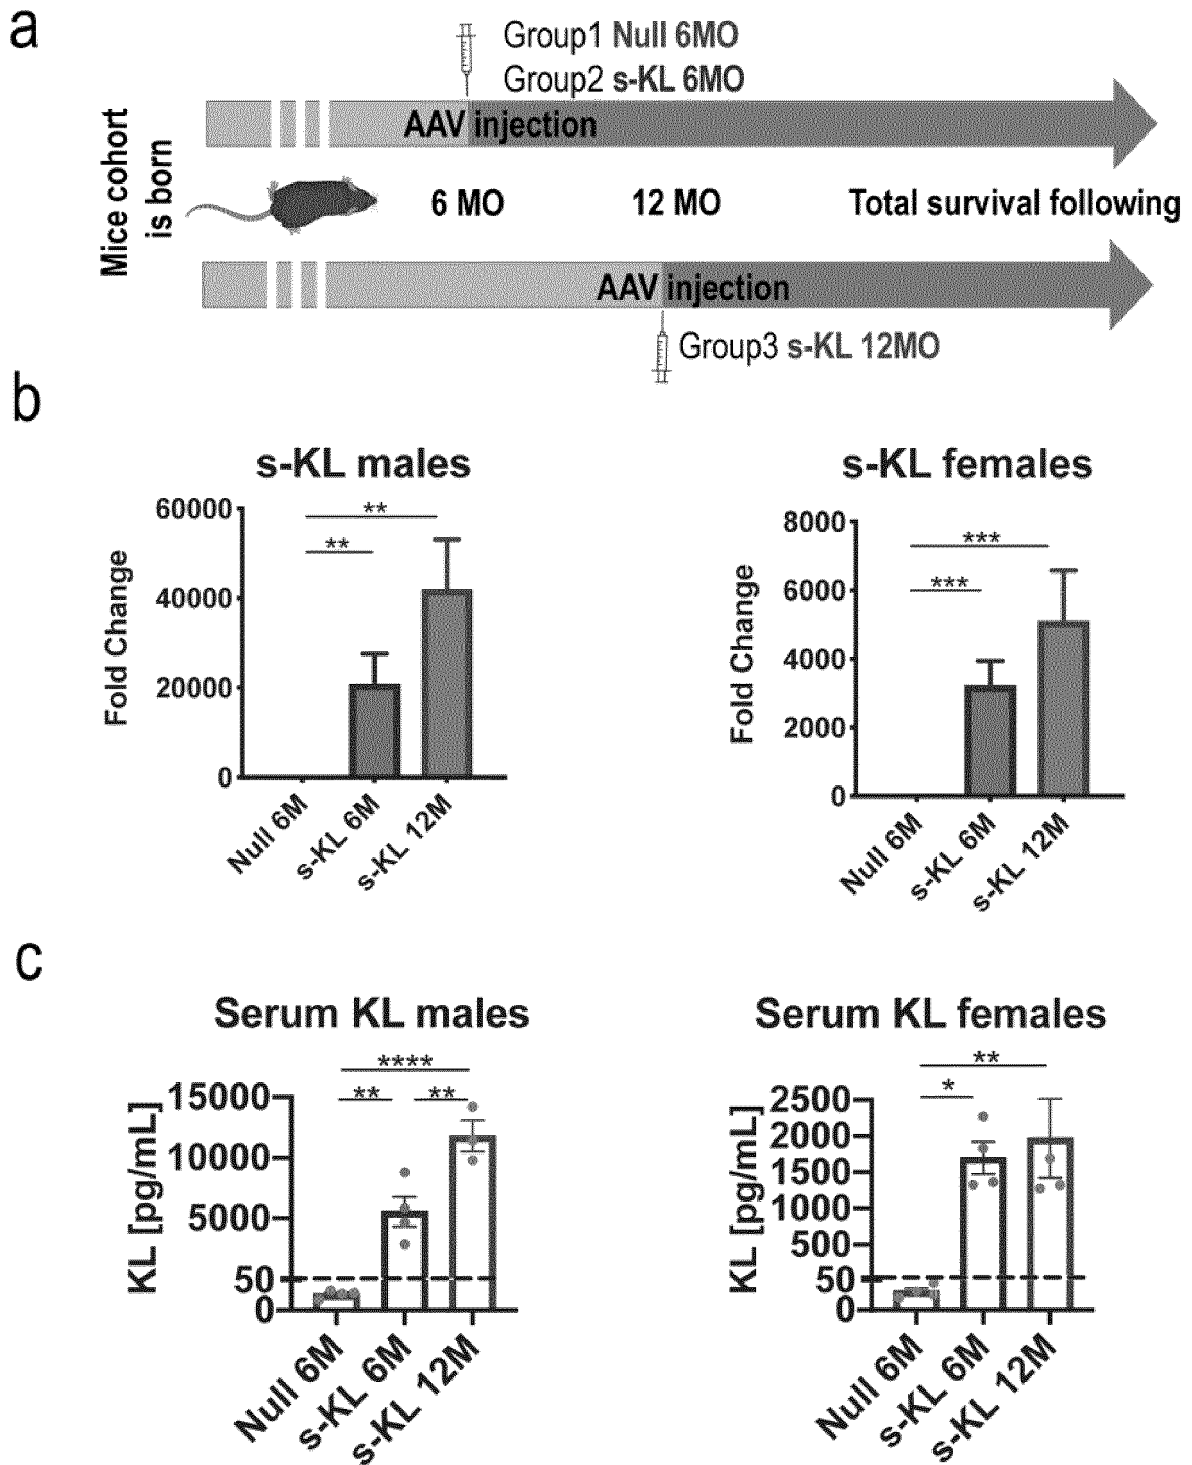 a
Group1 Null 6MO
Group2 s-KL 6MO
AAV injection
Mice cohort
is born
6 MO 12 MO Total survival following
AAV injection
Group3 s-KL 12MO
b
s-KL males
60000
40000
20000
0
Fold Change
**
**
Null 6M
s-KL 6M
s-KL 12M
s-KL females
8000
6000
4000
2000
0
Fold Change
***
***
Null 6M
s-KL 6M
s-KL 12M
c
Serum KL males
****
** **
15000
10000
5000
50
0
KL [pg/mL]
Null 6M
s-KL 6M
s-KL 12M
Serum KL females
**
*
2500
2000
1500
1000
500
50
0
KL [pg/mL]
Null 6M
s-KL 6M
s-KL 12M